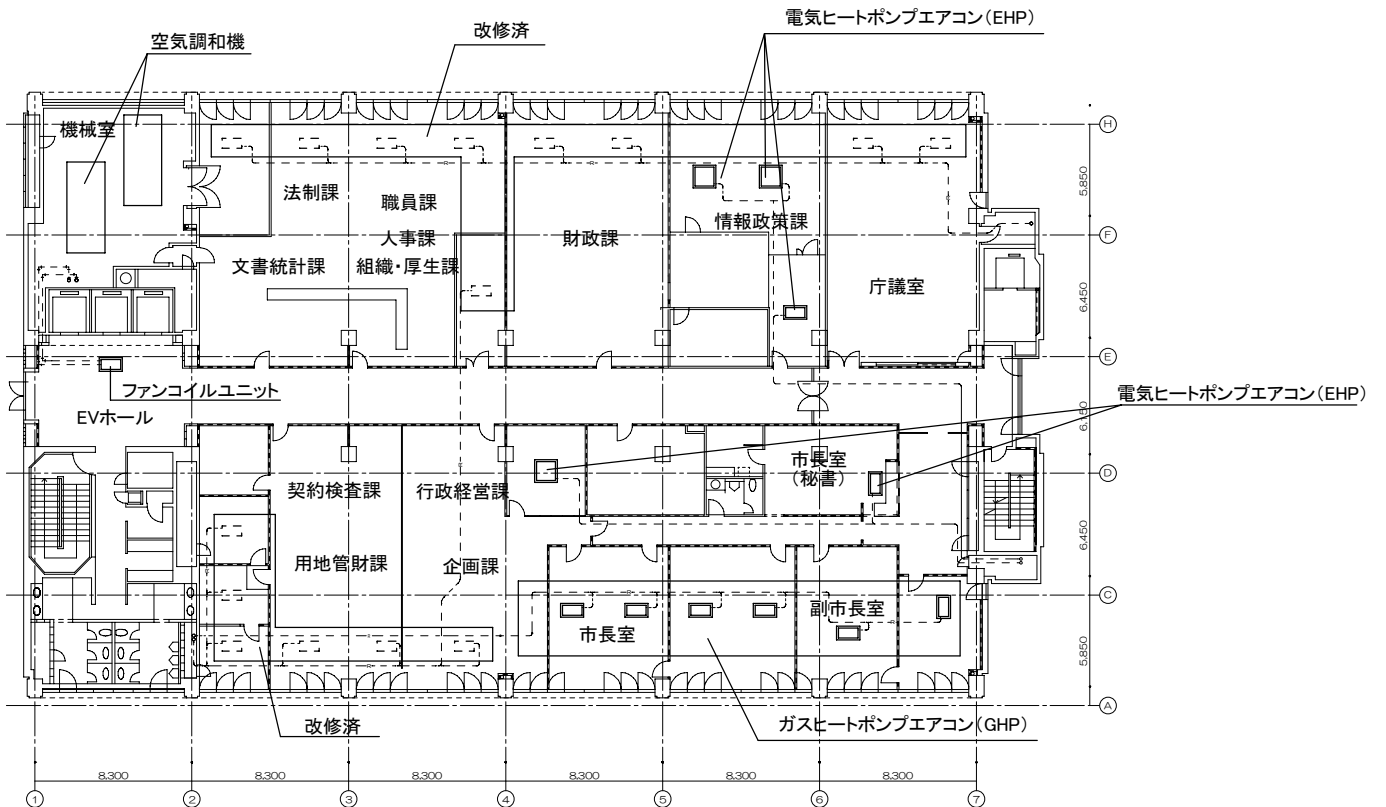 電気ヒートポンプエアコン(EHP)
改修済
空気調和機
機械室
H
法制課
職員課
5,850
情報政策課
人事課
財政課
F
文書統計課
組織・厚生課
庁議室
6,450
E
ファンコイルユニット
電気ヒートポンプエアコン(EHP)
EVホール
市長室
(秘書)
D
契約検査課
行政経営課
6,450
用地管財課
企画課
C
副市長室
市長室
5,850
A
改修済
ガスヒートポンプエアコン(GHP)
8,300
8,300
8,300
8,300
8,300
8,300
1
2
3
4
5
6
7